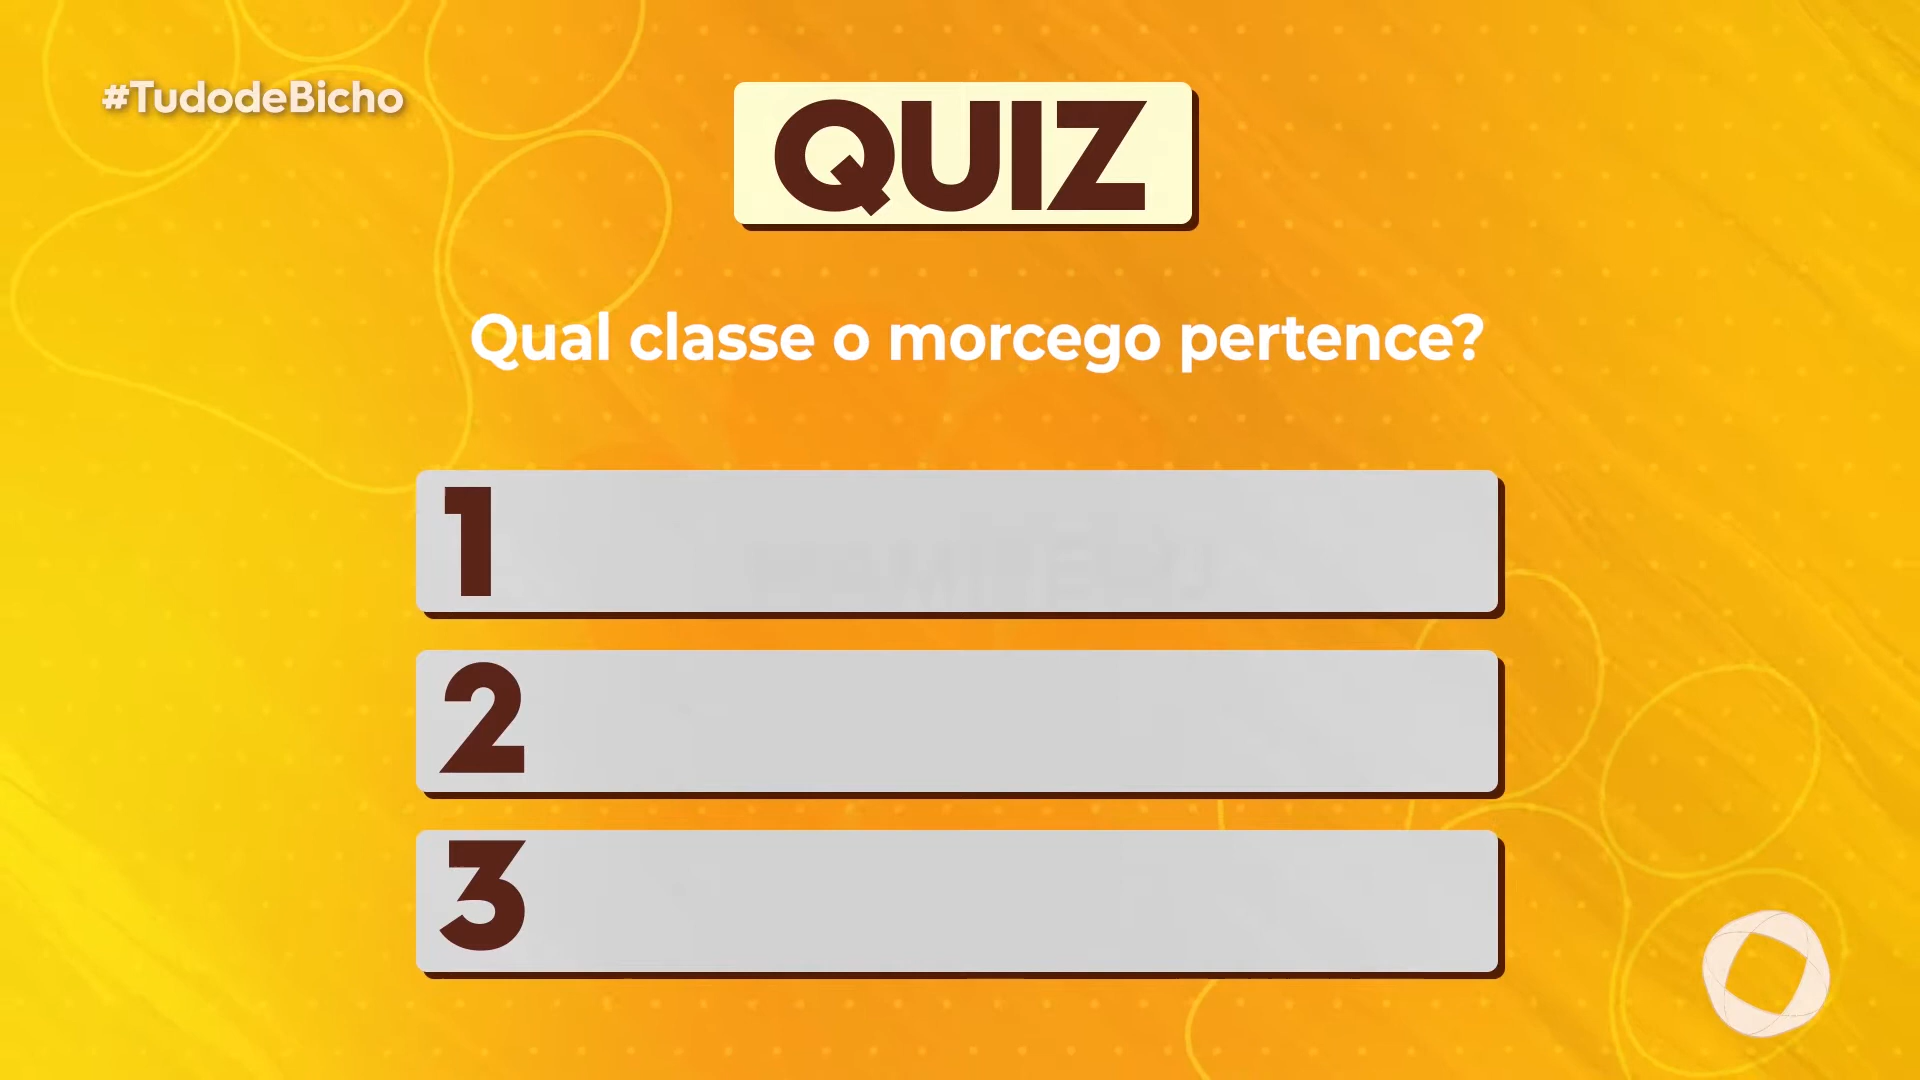 #TudodeBicho
QUIZ
Qual classe o morcego pertence?
1
2
3